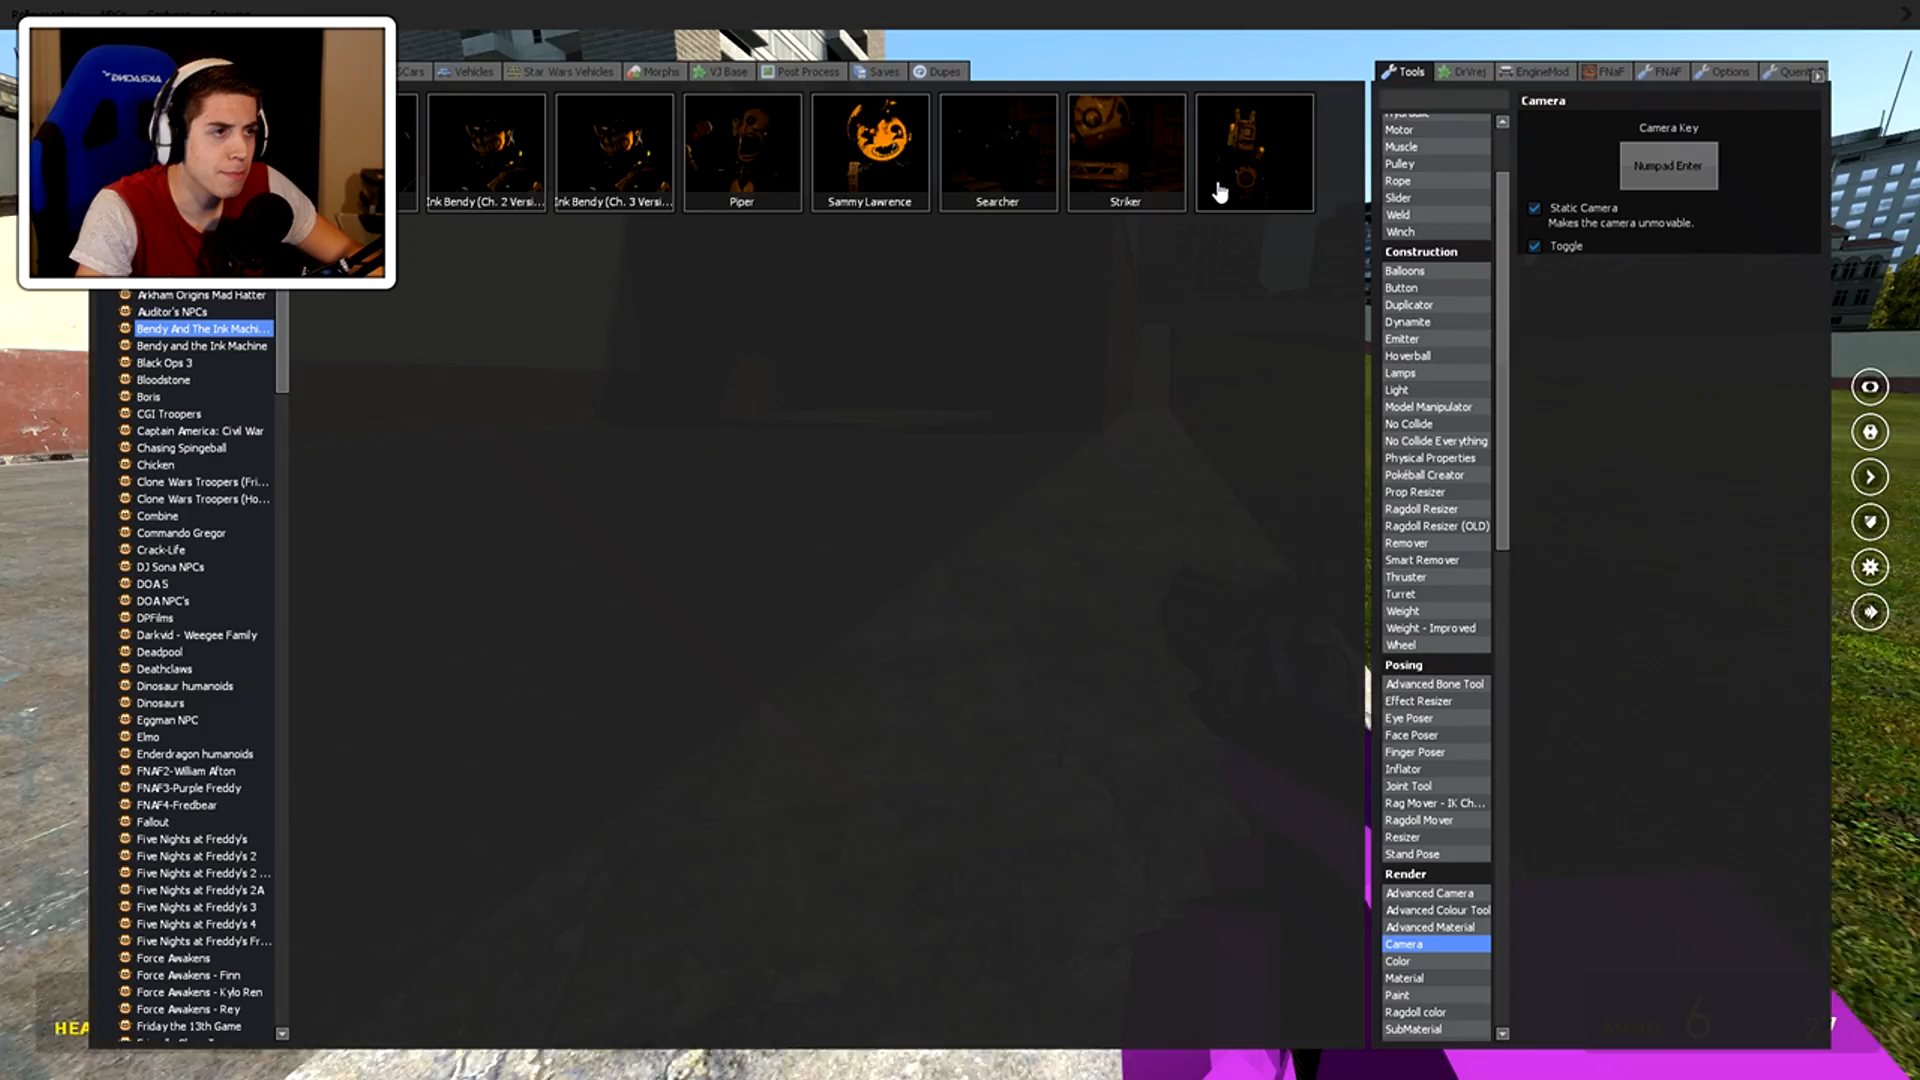 AKRACING
Cars
Vehicles
Star Wars Vehicles
Morphs
VJ Base
Post Process
Saves
Dupes
Ink Bendy (Ch. 2 Versi...
Ink Bendy (Ch. 3 Versi...
Piper
Sammy Lawrence
Searcher
Striker
Arkham Origins Mad Hatter
Auditor's NPCs
Bendy And The Ink Machi...
Bendy and the Ink Machine
Black Ops 3
Bloodstone
Boris
CGI Troopers
Captain America: Civil War
Chasing Spingeball
Chicken
Clone Wars Troopers (Fri...
Clone Wars Troopers (Ho...
Combine
Commando Gregor
Crack-Life
DJ Sona NPCs
DOA 5
DOA NPC's
DPFilms
Darkvid - Weegee Family
Deadpool
Deathclaws
Dinosaur humanoids
Dinosaurs
Eggman NPC
Elmo
Enderdragon humanoids
FNAF2-William Afton
FNAF3-Purple Freddy
FNAF4-Fredbear
Fallout
Five Nights at Freddy's
Five Nights at Freddy's 2
Five Nights at Freddy's 2 ...
Five Nights at Freddy's 2A
Five Nights at Freddy's 3
Five Nights at Freddy's 4
Five Nights at Freddy's Fr...
Force Awakens
Force Awakens - Finn
Force Awakens - Kylo Ren
Force Awakens - Rey
Friday the 13th Game
HEA
Tools
DrVrej
EngineMod
FNaF
FNAF
Options
Quent
Hydraulic
Motor
Muscle
Pulley
Rope
Slider
Weld
Winch
Construction
Balloons
Button
Duplicator
Dynamite
Emitter
Hoverball
Lamps
Light
Model Manipulator
No Collide
No Collide Everything
Physical Properties
Pokéball Creator
Prop Resizer
Ragdoll Resizer
Ragdoll Resizer (OLD)
Remover
Smart Remover
Thruster
Turret
Weight
Weight - Improved
Wheel
Posing
Advanced Bone Tool
Effect Resizer
Eye Poser
Face Poser
Finger Poser
Inflator
Joint Tool
Rag Mover - IK Ch...
Ragdoll Mover
Resizer
Stand Pose
Render
Advanced Camera
Advanced Colour Tool
Advanced Material
Camera
Color
Material
Paint
Ragdoll color
SubMaterial
Camera
Camera Key
Numpad Enter
Static Camera
Makes the camera unmovable.
Toggle
AMMO 6